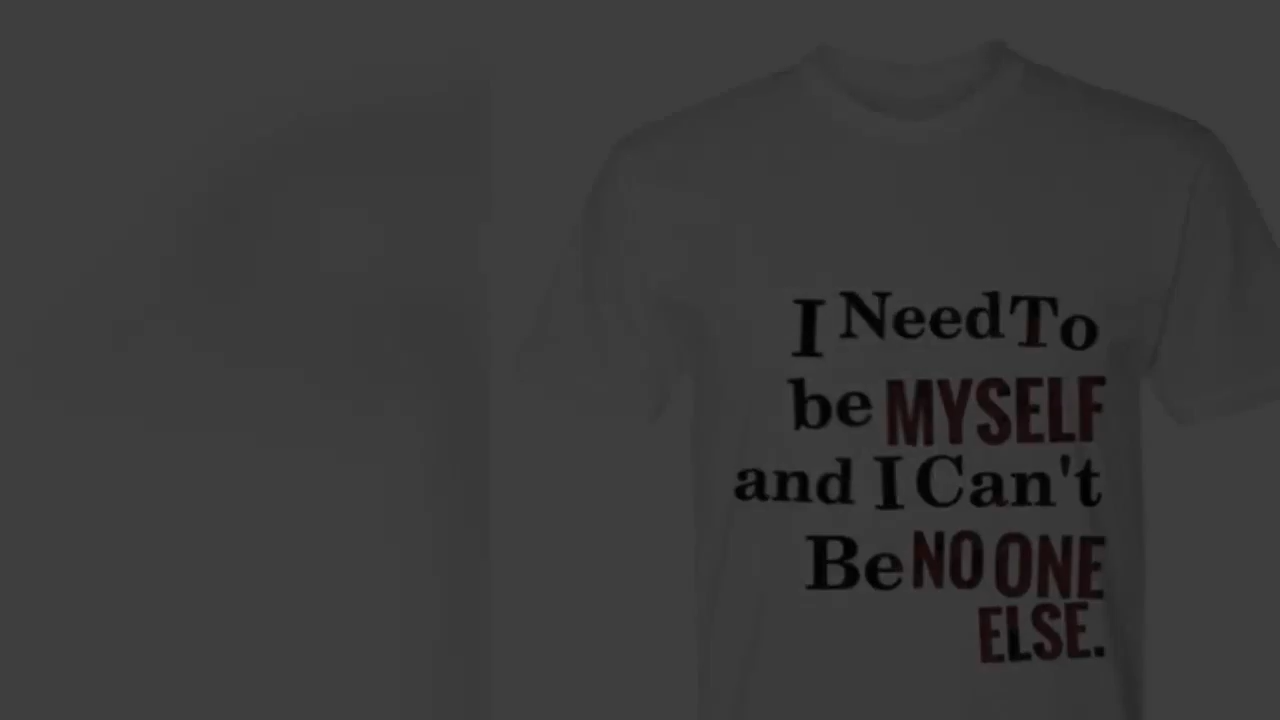 I Need To
be MYSELF
and I Can't
Be NO ONE
ELSE.